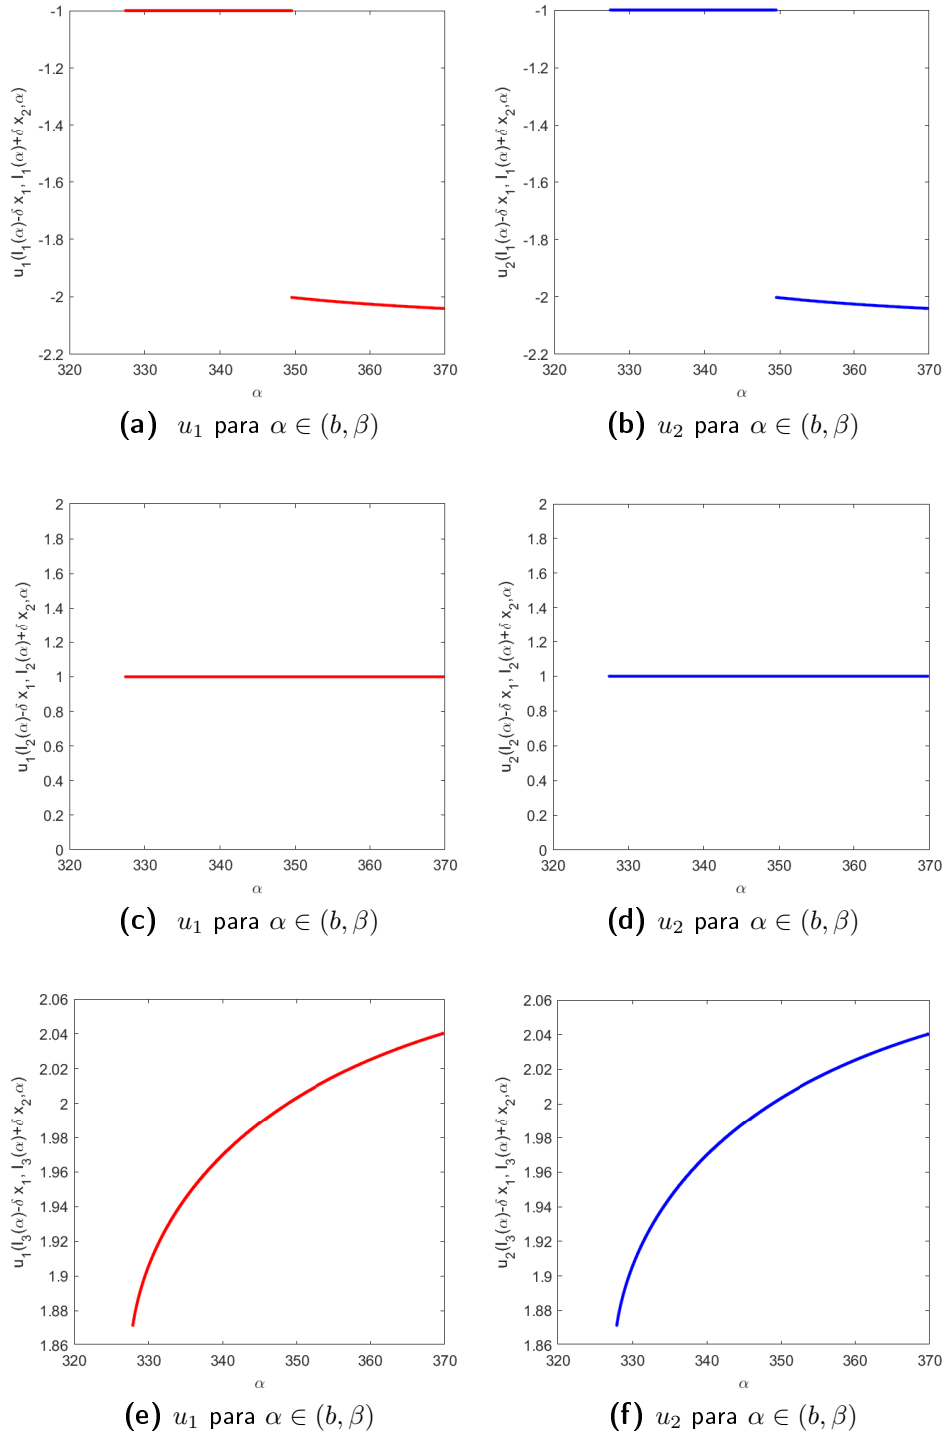 -1
-1.2
-1.4
-1.6
-1.8
-2
-2.2
320 330 340 350 360 370
u₁(l₁(α)-δ x₁, l₁(α)+δ x₂,α)
α
(a) u₁ para α ∈ (b, β)
-1
-1.2
-1.4
-1.6
-1.8
-2
-2.2
320 330 340 350 360 370
u₂(l₁(α)-δ x₁, l₁(α)+δ x₂,α)
α
(b) u₂ para α ∈ (b, β)
2
1.8
1.6
1.4
1.2
1
0.8
0.6
0.4
0.2
0
320 330 340 350 360 370
u₁(l₂(α)-δ x₁, l₂(α)+δ x₂,α)
α
(c) u₁ para α ∈ (b, β)
2
1.8
1.6
1.4
1.2
1
0.8
0.6
0.4
0.2
0
320 330 340 350 360 370
u₂(l₂(α)-δ x₁, l₂(α)+δ x₂,α)
α
(d) u₂ para α ∈ (b, β)
2.06
2.04
2.02
2
1.98
1.96
1.94
1.92
1.9
1.88
1.86
320 330 340 350 360 370
u₁(l₃(α)-δ x₁, l₃(α)+δ x₂,α)
α
(e) u₁ para α ∈ (b, β)
2.06
2.04
2.02
2
1.98
1.96
1.94
1.92
1.9
1.88
1.86
320 330 340 350 360 370
u₂(l₃(α)-δ x₁, l₃(α)+δ x₂,α)
α
(f) u₂ para α ∈ (b, β)